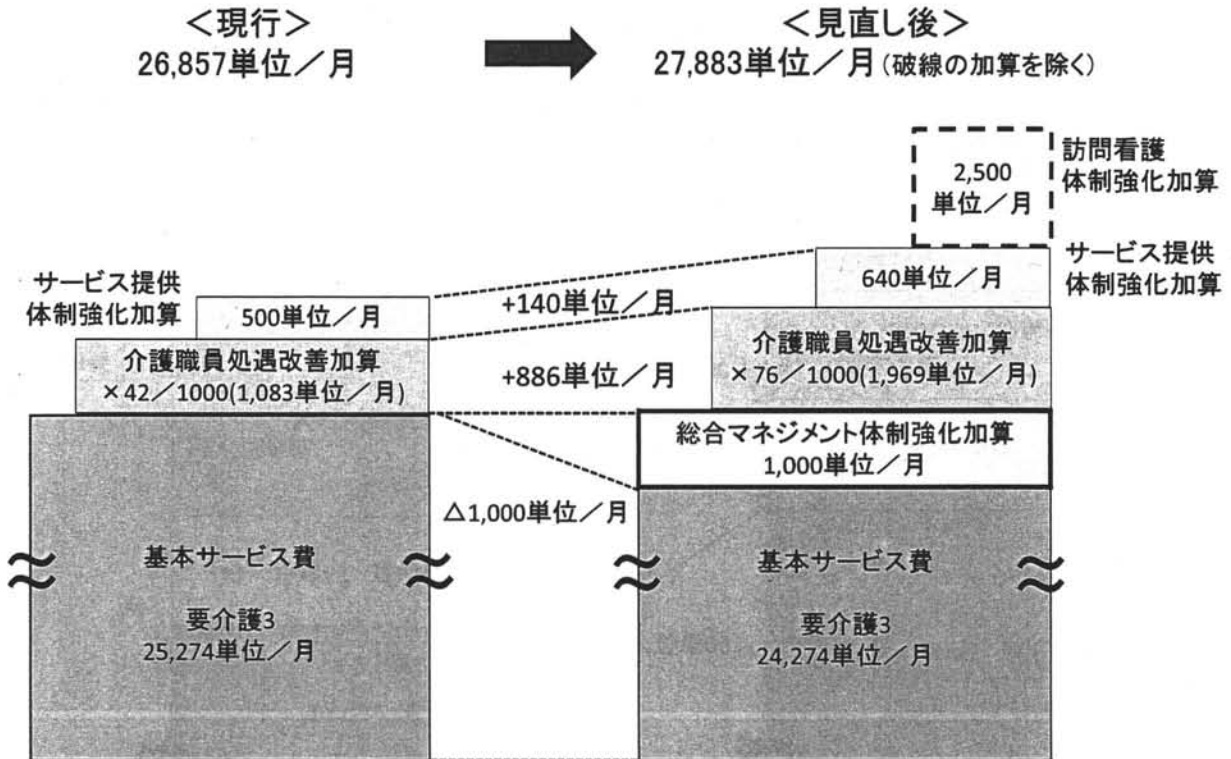 ＜現行＞
26,857単位／月
＜見直し後＞
27,883単位／月(破線の加算を除く)
2,500
単位／月
訪問看護
体制強化加算
サービス提供
体制強化加算
500単位／月
+140単位／月
640単位／月
サービス提供
体制強化加算
介護職員処遇改善加算
×42／1000(1,083単位／月)
+886単位／月
介護職員処遇改善加算
×76／1000(1,969単位／月)
総合マネジメント体制強化加算
1,000単位／月
△1,000単位／月
基本サービス費
要介護3
25,274単位／月
基本サービス費
要介護3
24,274単位／月